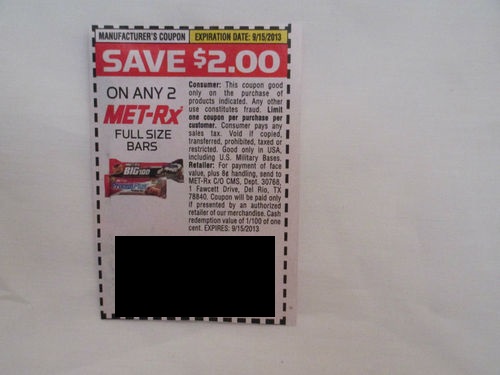 MANUFACTURER'S COUPON EXPIRATION DATE: 9/15/2013
SAVE $2.00
ON ANY 2
MET-Rx
FULL SIZE
BARS
BIG100
Consumer: This coupon good
only on the purchase of
products indicated. Any other
use constitutes fraud. Limit
one coupon per purchase per
customer. Consumer pays any
sales tax. Void if copied,
transferred, prohibited, taxed or
restricted. Good only in USA,
including U.S. Military Bases.
Retailer: For payment of face
value, plus 8¢ handling, send to
MET-Rx C/O CMS, Dept. 30768,
1 Fawcett Drive, Del Rio, TX
78840. Coupon will be paid only
if presented by an authorized
retailer of our merchandise. Cash
redemption value of 1/100 of one
cent. EXPIRES: 9/15/2013